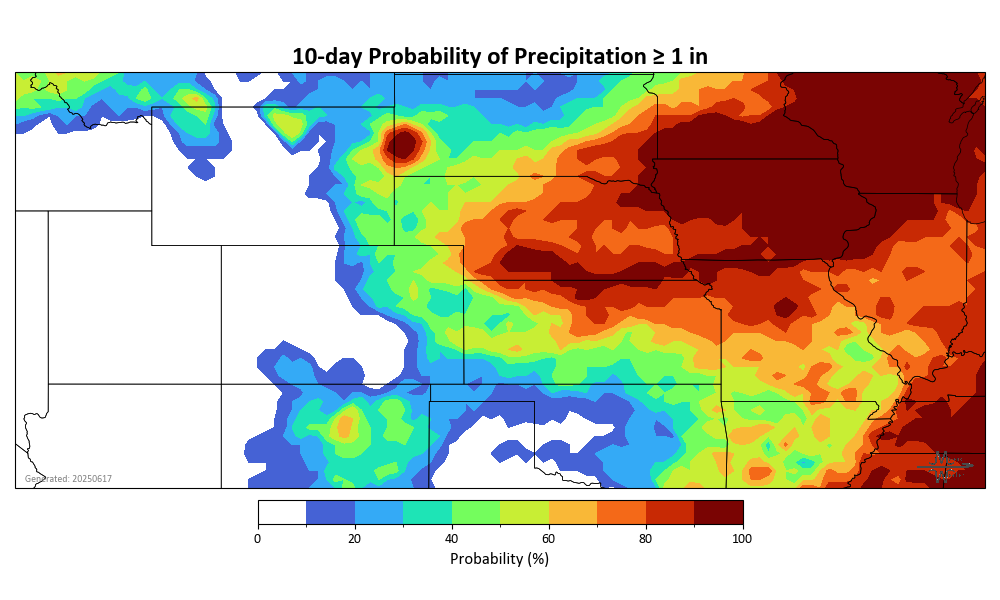 10-day Probability of Precipitation ≥ 1 in
Generated: 20250617
0 20 40 60 80 100
Probability (%)